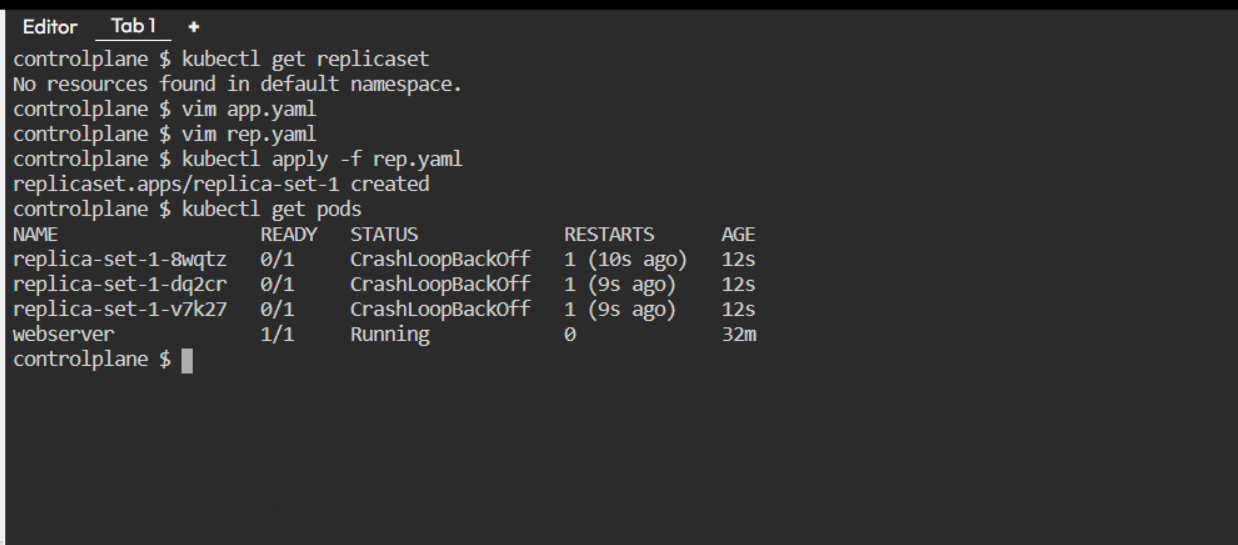 Editor Tab 1 +
controlplane $ kubectl get replicaset
No resources found in default namespace.
controlplane $ vim app.yaml
controlplane $ vim rep.yaml
controlplane $ kubectl apply -f rep.yaml
replicaset.apps/replica-set-1 created
controlplane $ kubectl get pods
NAME READY STATUS RESTARTS AGE
replica-set-1-8wqtz 0/1 CrashLoopBackOff 1 (10s ago) 12s
replica-set-1-dq2cr 0/1 CrashLoopBackOff 1 (9s ago) 12s
replica-set-1-v7k27 0/1 CrashLoopBackOff 1 (9s ago) 12s
webserver 1/1 Running 0 32m
controlplane $